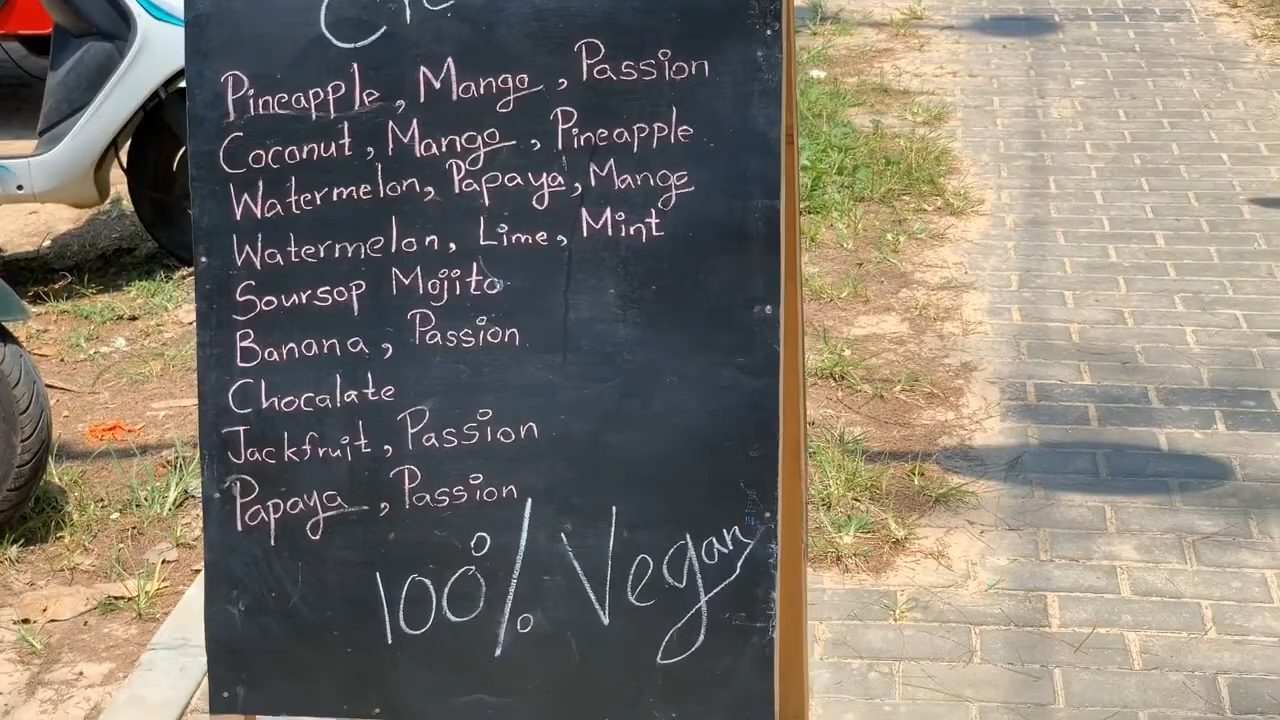 Pineapple, Mango, Passion
Coconut, Mango, Pineapple
Watermelon, Papaya, Mango
Watermelon, Lime, Mint
Soursop Mojito
Banana, Passion
Chocalate
Jackfruit, Passion
Papaya, Passion
100% Vegan